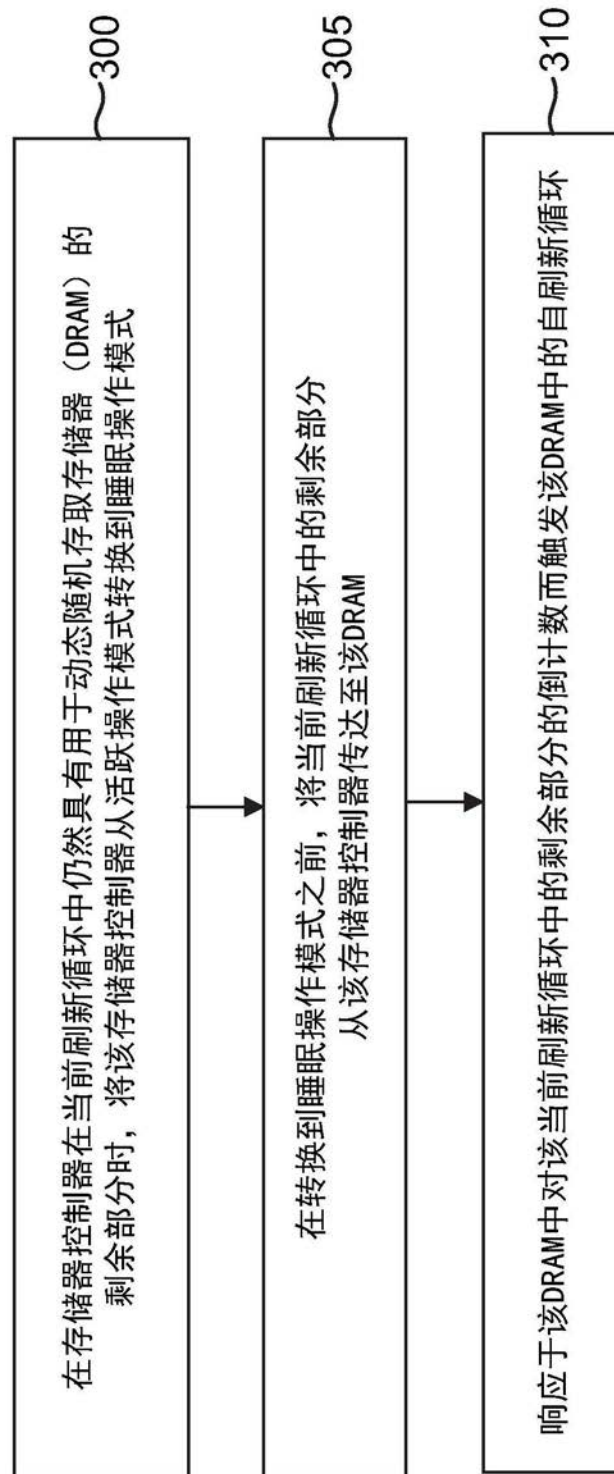 在存储器控制器在当前刷新循环中仍然具有用于动态随机存取存储器（DRAM）的
剩余部分时，将该存储器控制器从活跃操作模式转换到睡眠操作模式
300
在转换到睡眠操作模式之前，将当前刷新循环中的剩余部分
从该存储器控制器传达至该DRAM
305
响应于该DRAM中对该当前刷新循环中的剩余部分的倒计数而触发该DRAM中的自刷新循环
310